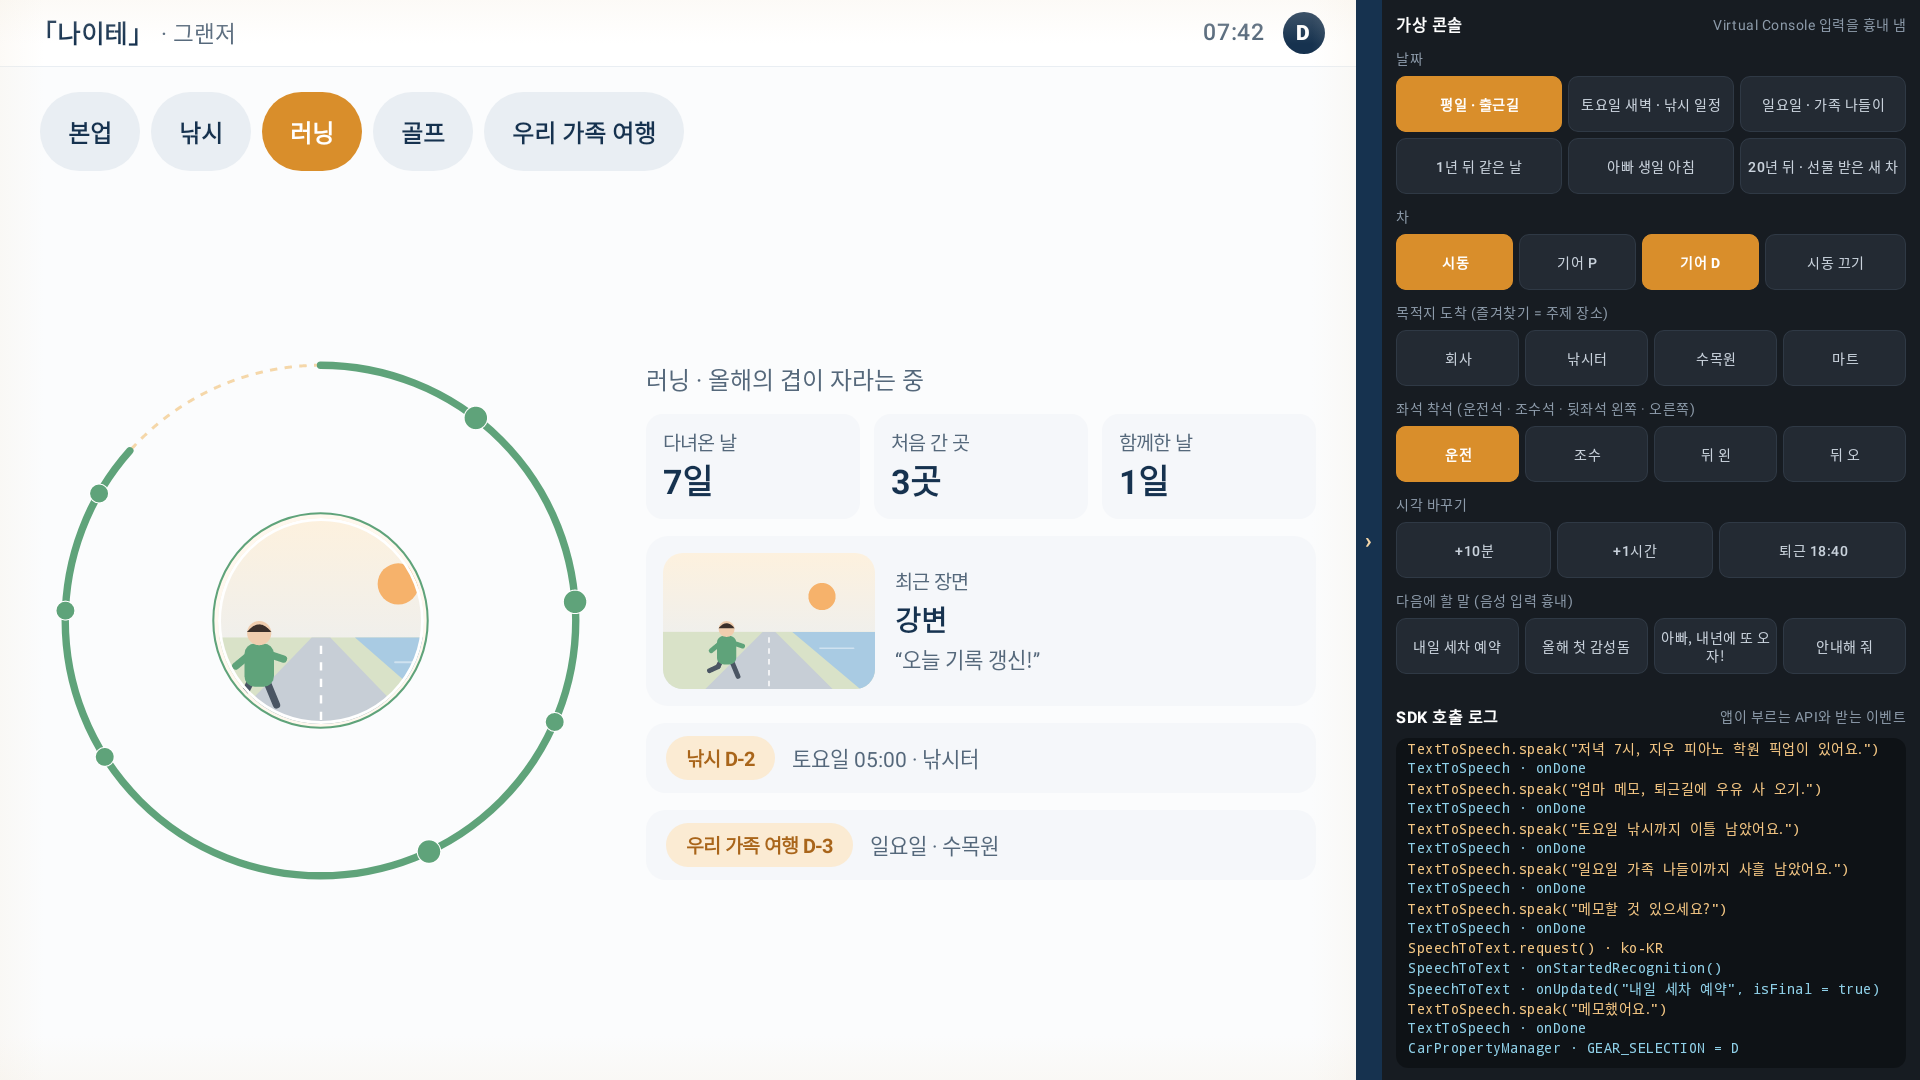 「나이테」 · 그랜저
07:42
D
본업
낚시
러닝
골프
우리 가족 여행
러닝 · 올해의 겹이 자라는 중
다녀온 날
7일
처음 간 곳
3곳
함께한 날
1일
최근 장면
강변
“오늘 기록 갱신!”
낚시 D-2
토요일 05:00 · 낚시터
우리 가족 여행 D-3
일요일 · 수목원
›
가상 콘솔
Virtual Console 입력을 흉내 냄
날짜
평일 · 출근길
토요일 새벽 · 낚시 일정
일요일 · 가족 나들이
1년 뒤 같은 날
아빠 생일 아침
20년 뒤 · 선물 받은 새 차
차
시동
기어 P
기어 D
시동 끄기
목적지 도착 (즐겨찾기 = 주제 장소)
회사
낚시터
수목원
마트
좌석 착석 (운전석 · 조수석 · 뒷좌석 왼쪽 · 오른쪽)
운전
조수
뒤 왼
뒤 오
시각 바꾸기
+10분
+1시간
퇴근 18:40
다음에 할 말 (음성 입력 흉내)
내일 세차 예약
올해 첫 감성돔
아빠, 내년에 또 오
자!
안내해 줘
SDK 호출 로그
앱이 부르는 API와 받는 이벤트
TextToSpeech.speak("저녁 7시, 지우 피아노 학원 픽업이 있어요.")
TextToSpeech · onDone
TextToSpeech.speak("엄마 메모, 퇴근길에 우유 사 오기.")
TextToSpeech · onDone
TextToSpeech.speak("토요일 낚시까지 이틀 남았어요.")
TextToSpeech · onDone
TextToSpeech.speak("일요일 가족 나들이까지 사흘 남았어요.")
TextToSpeech · onDone
TextToSpeech.speak("메모할 것 있으세요?")
TextToSpeech · onDone
SpeechToText.request() · ko-KR
SpeechToText · onStartedRecognition()
SpeechToText · onUpdated("내일 세차 예약", isFinal = true)
TextToSpeech.speak("메모했어요.")
TextToSpeech · onDone
CarPropertyManager · GEAR_SELECTION = D